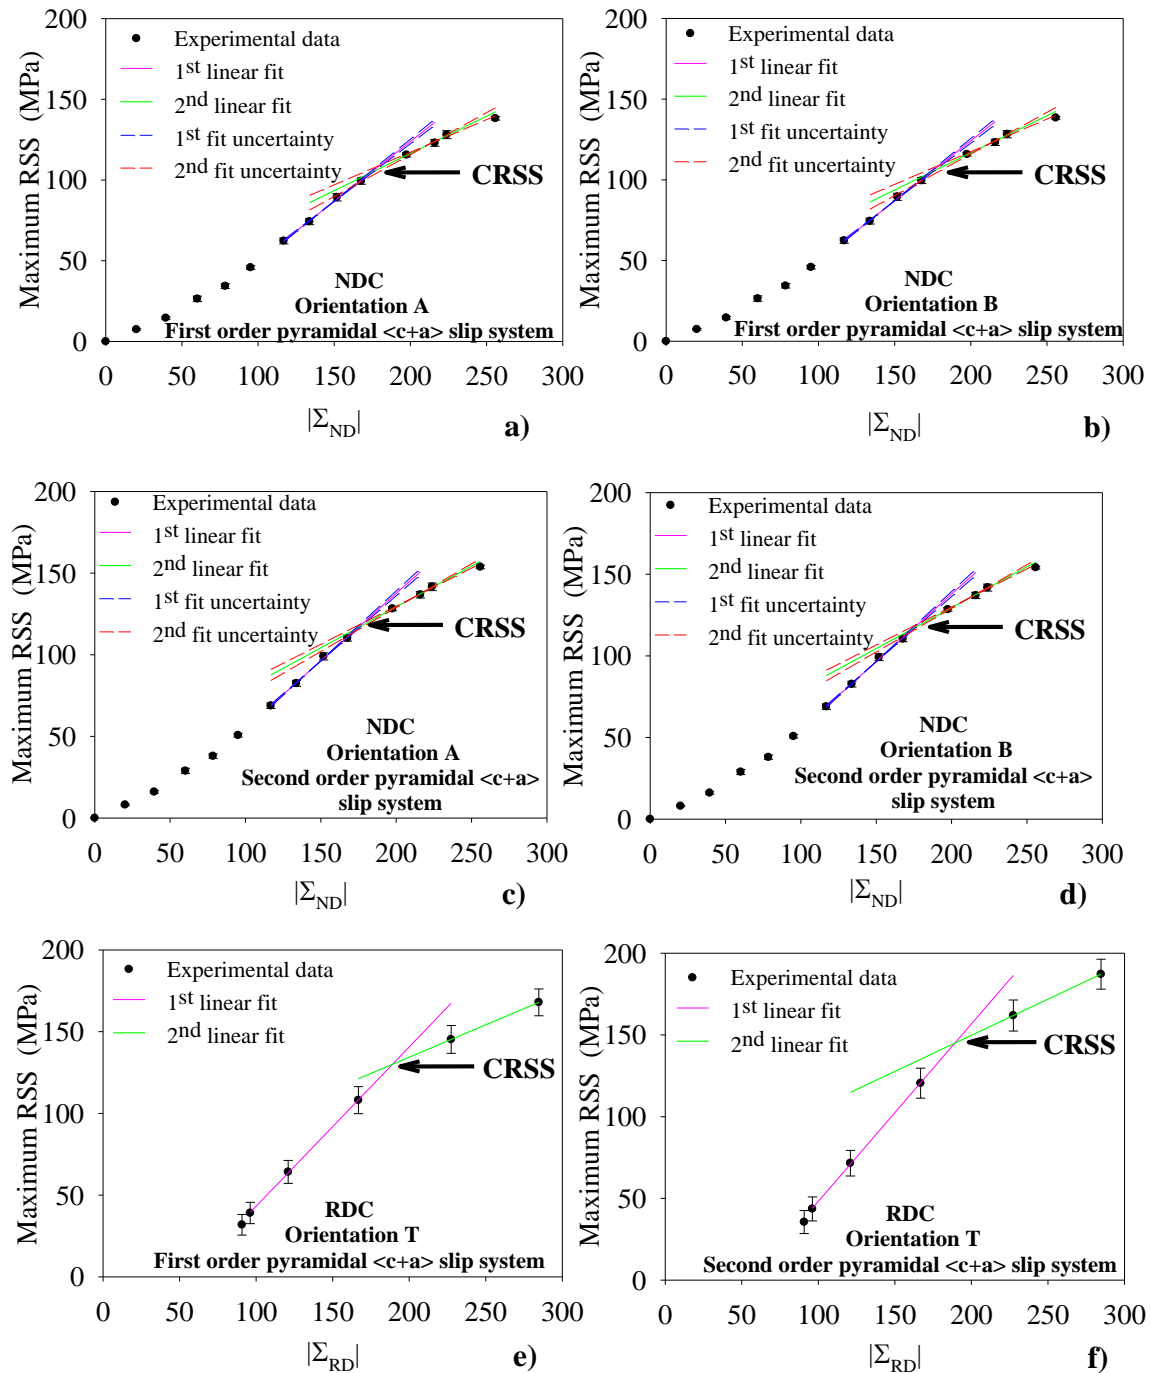 200
150
100
50
0
Maximum RSS (MPa)
Experimental data
1st linear fit
2nd linear fit
1st fit uncertainty
2nd fit uncertainty
CRSS
NDC
Orientation A
First order pyramidal <c+a> slip system
0 50 100 150 200 250 300
|ΣND|
a)
200
150
100
50
0
Maximum RSS (MPa)
Experimental data
1st linear fit
2nd linear fit
1st fit uncertainty
2nd fit uncertainty
CRSS
NDC
Orientation B
First order pyramidal <c+a> slip system
0 50 100 150 200 250 300
|ΣND|
b)
200
150
100
50
0
Maximum RSS (MPa)
Experimental data
1st linear fit
2nd linear fit
1st fit uncertainty
2nd fit uncertainty
CRSS
NDC
Orientation A
Second order pyramidal <c+a>
slip system
0 50 100 150 200 250 300
|ΣND|
c)
200
150
100
50
0
Maximum RSS (MPa)
Experimental data
1st linear fit
2nd linear fit
1st fit uncertainty
2nd fit uncertainty
CRSS
NDC
Orientation B
Second order pyramidal <c+a>
slip system
0 50 100 150 200 250 300
|ΣND|
d)
200
150
100
50
0
Maximum RSS (MPa)
Experimental data
1st linear fit
2nd linear fit
CRSS
RDC
Orientation T
First order pyramidal <c+a> slip system
0 50 100 150 200 250 300
|ΣRD|
e)
200
150
100
50
0
Maximum RSS (MPa)
Experimental data
1st linear fit
2nd linear fit
CRSS
RDC
Orientation T
Second order pyramidal <c+a> slip system
0 50 100 150 200 250 300
|ΣRD|
f)